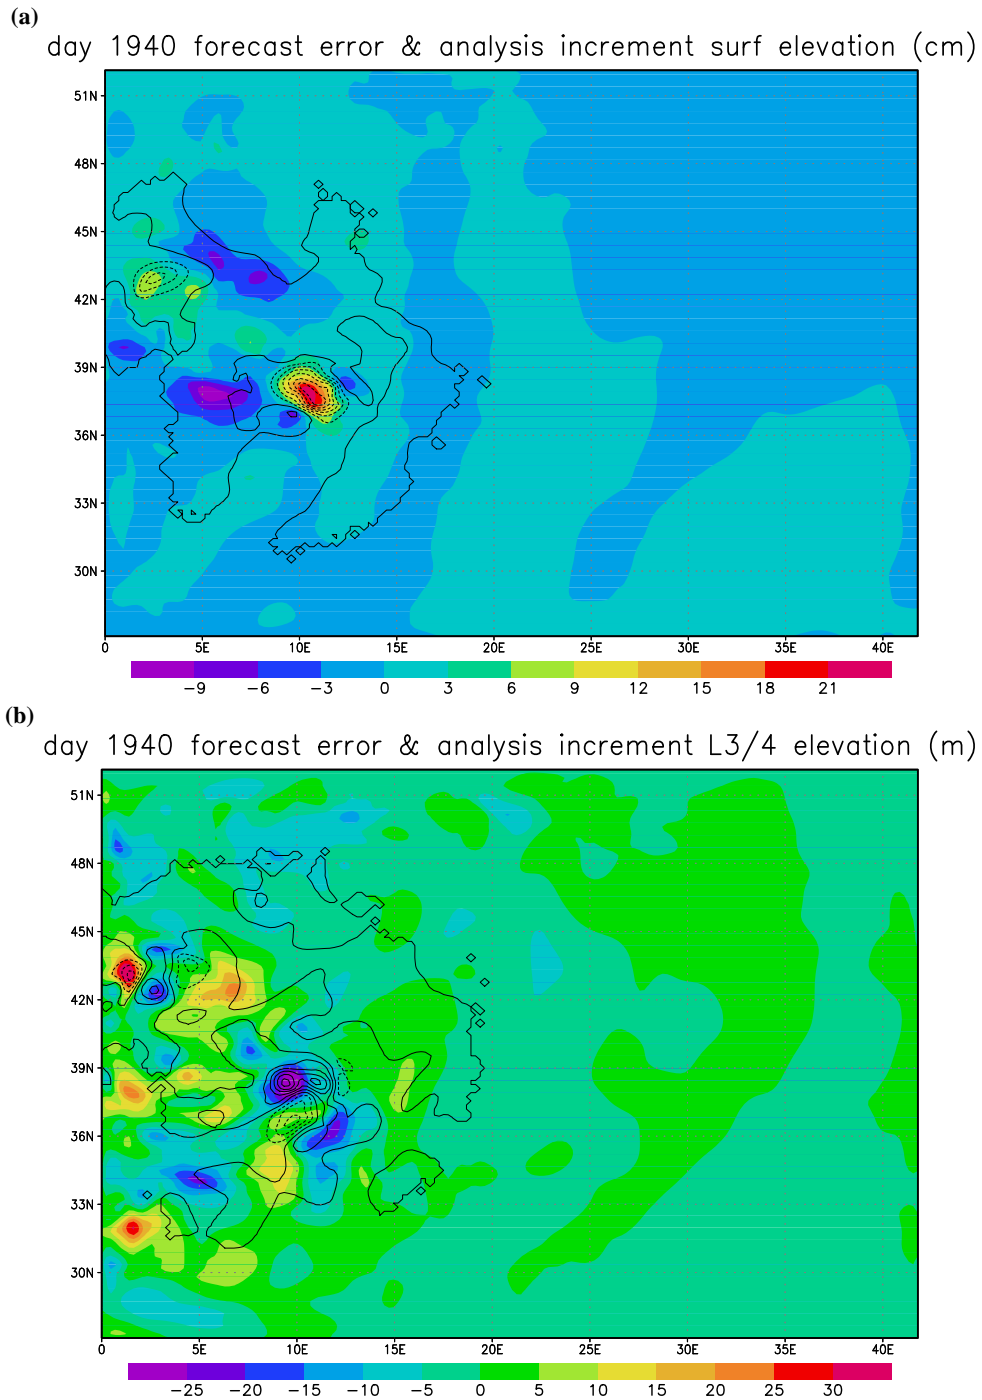 (a)
day 1940 forecast error & analysis increment surf elevation (cm)
51N
48N
45N
42N
39N
36N
33N
30N
0 5E 10E 15E 20E 25E 30E 35E 40E
−9 −6 −3 0 3 6 9 12 15 18 21
(b)
day 1940 forecast error & analysis increment L3/4 elevation (m)
51N
48N
45N
42N
39N
36N
33N
30N
0 5E 10E 15E 20E 25E 30E 35E 40E
−25 −20 −15 −10 −5 0 5 10 15 20 25 30